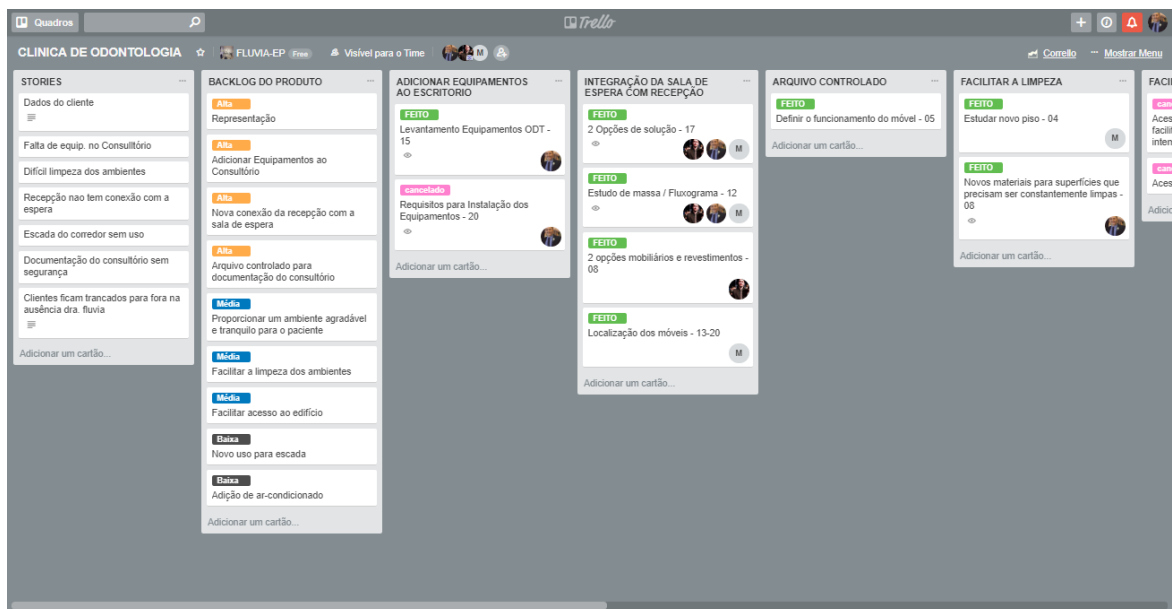 Quadros
Trello
CLINICA DE ODONTOLOGIA
FLUVIA-EP Free
Visível para o Time
M
Corrello
Mostrar Menu
STORIES
Dados do cliente
Falta de equip. no Consultório
Difícil limpeza dos ambientes
Recepção nao tem conexão com a
espera
Escada do corredor sem uso
Documentação do consultório sem
segurança
Clientes ficam trancados para fora na
ausência dra. fluvia
Adicionar um cartão...
BACKLOG DO PRODUTO
Alta
Representação
Alta
Adicionar Equipamentos ao
Consultório
Alta
Nova conexão da recepção com a
sala de espera
Alta
Arquivo controlado para
documentação do consultório
Média
Proporcionar um ambiente agradável
e tranquilo para o paciente
Média
Facilitar a limpeza dos ambientes
Média
Facilitar acesso ao edifício
Baixa
Novo uso para escada
Baixa
Adição de ar-condicionado
Adicionar um cartão...
ADICIONAR EQUIPAMENTOS
AO ESCRITORIO
FEITO
Levantamento Equipamentos ODT -
15
cancelado
Requisitos para Instalação dos
Equipamentos - 20
Adicionar um cartão...
INTEGRAÇÃO DA SALA DE
ESPERA COM RECEPÇÃO
FEITO
2 Opções de solução - 17
M
FEITO
Estudo de massa / Fluxograma - 12
M
FEITO
2 opções mobiliários e revestimentos -
08
FEITO
Localização dos móveis - 13-20
M
Adicionar um cartão...
ARQUIVO CONTROLADO
FEITO
Definir o funcionamento do móvel - 05
Adicionar um cartão...
FACILITAR A LIMPEZA
FEITO
Estudar novo piso - 04
M
FEITO
Novos materiais para superfícies que
precisam ser constantemente limpas -
08
Adicionar um cartão...
FACI
canc
Aces
facili
inter
canc
Aces
Adicio